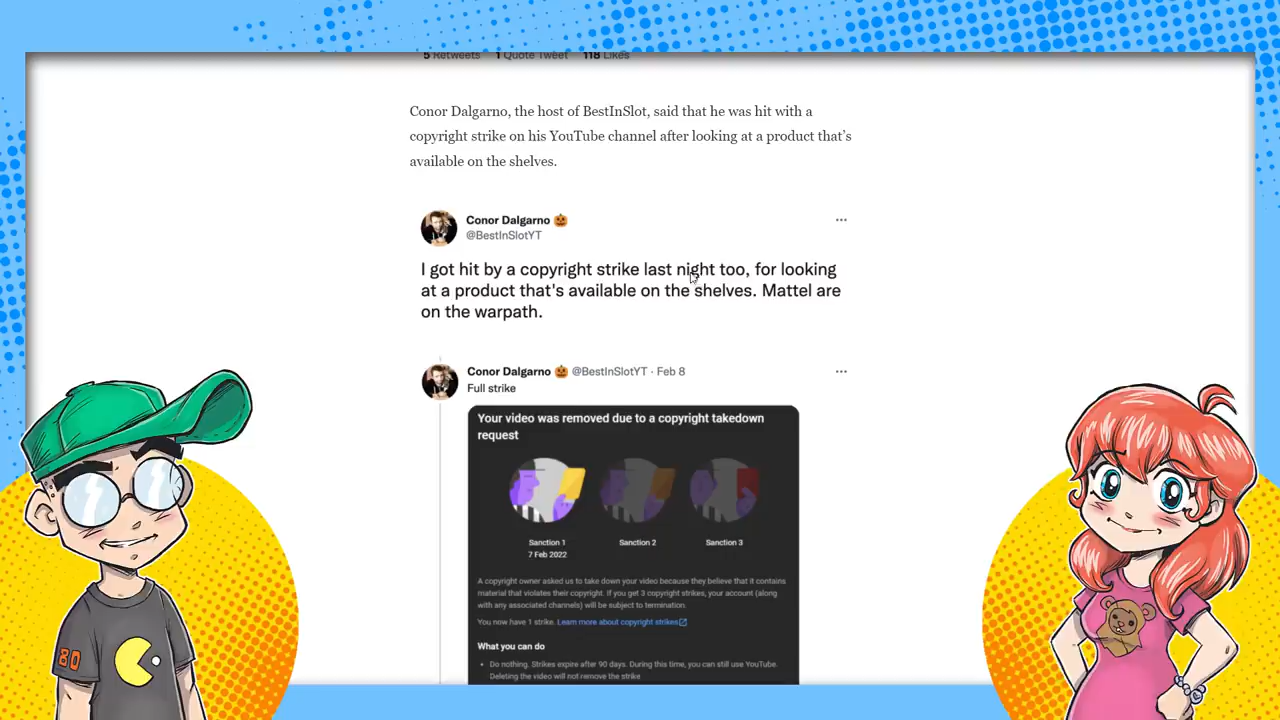 5 Retweets 1 Quote Tweet 118 Likes
Conor Dalgarno, the host of BestInSlot, said that he was hit with a
copyright strike on his YouTube channel after looking at a product that’s
available on the shelves.
Conor Dalgarno 🎃
@BestInSlotYT
I got hit by a copyright strike last night too, for looking
at a product that's available on the shelves. Mattel are
on the warpath.
Conor Dalgarno 🎃 @BestInSlotYT · Feb 8
Full strike
Your video was removed due to a copyright takedown
request
Sanction 1 Sanction 2 Sanction 3
7 Feb 2022
A copyright owner asked us to take down your video because they believe that it contains
material that violates their copyright. If you get 3 copyright strikes, your account (along
with any associated channels) will be subject to termination.
You now have 1 strike. Learn more about copyright strikes
What you can do
• Do nothing. Strikes expire after 90 days. During this time, you can still use YouTube.
Deleting the video will not remove the strike
80